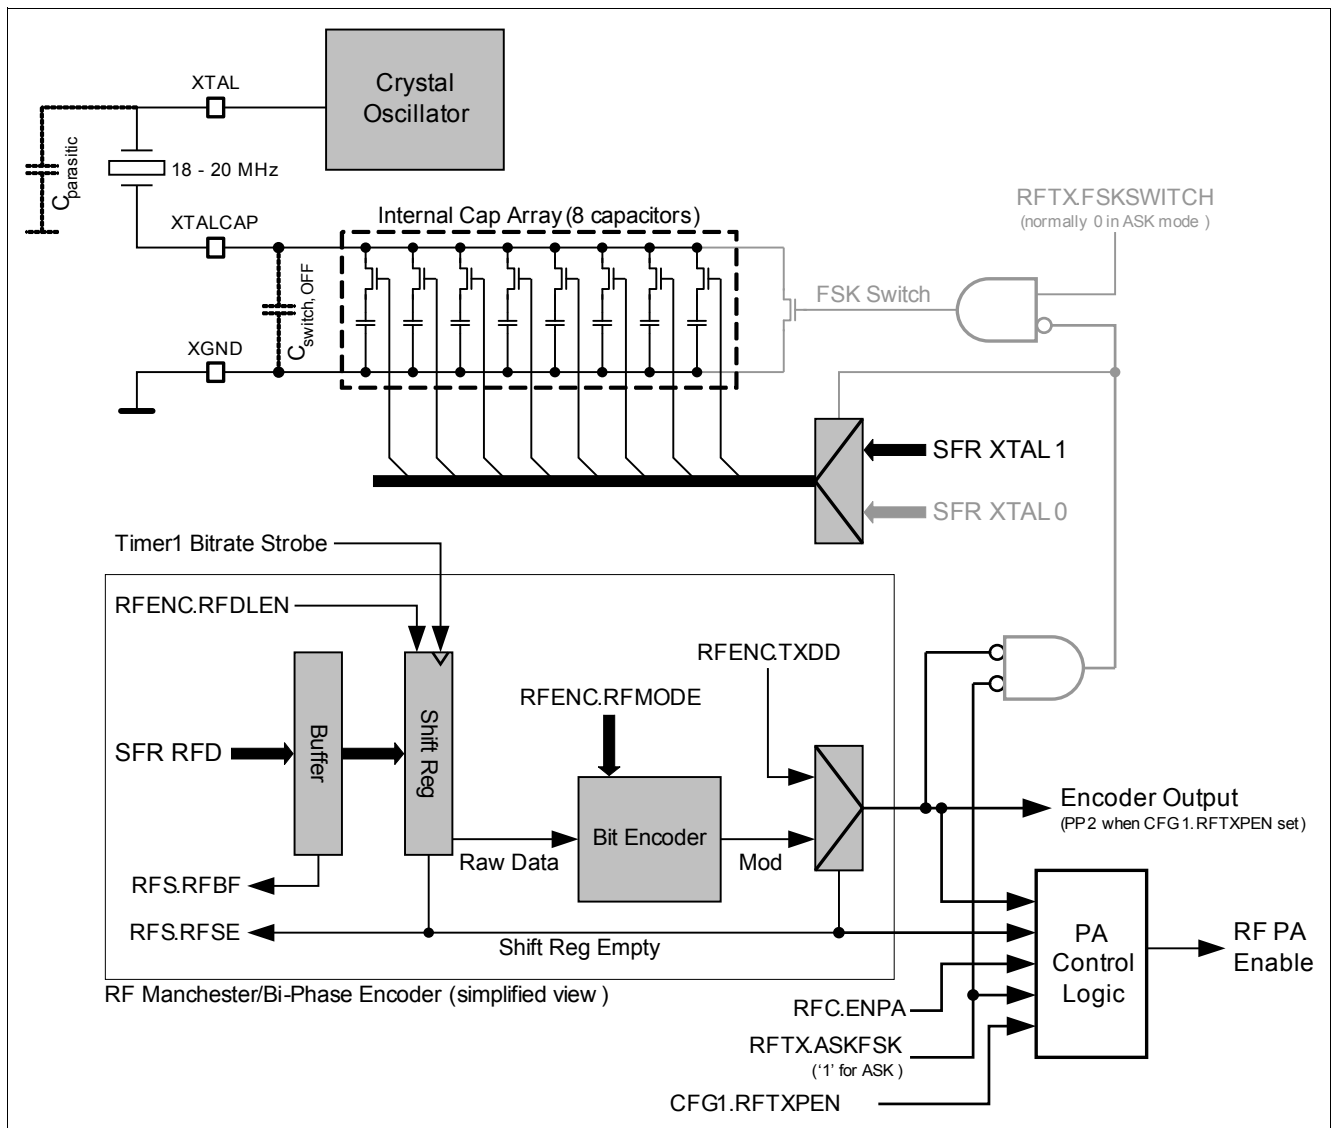 XTAL
Crystal
Oscillator
Cparasitic
18 - 20 MHz
RFTX.FSKSWITCH
(normally 0 in ASK mode )
XTALCAP
Internal Cap Array (8 capacitors)
Cswitch, OFF
FSK Switch
XGND
SFR XTAL 1
SFR XTAL 0
Timer1 Bitrate Strobe
RFENC.RFDLEN
RFENC.TXDD
RFENC.RFMODE
SFR RFD
Buffer
Shift Reg
Bit Encoder
Encoder Output
(PP2 when CFG1.RFTXPEN set)
Raw Data
Mod
RFS.RFBF
RFS.RFSE
Shift Reg Empty
PA
Control
Logic
RF PA
Enable
RF Manchester/Bi-Phase Encoder (simplified view )
RFC.ENPA
RFTX.ASKFSK
('1' for ASK )
CFG1.RFTXPEN